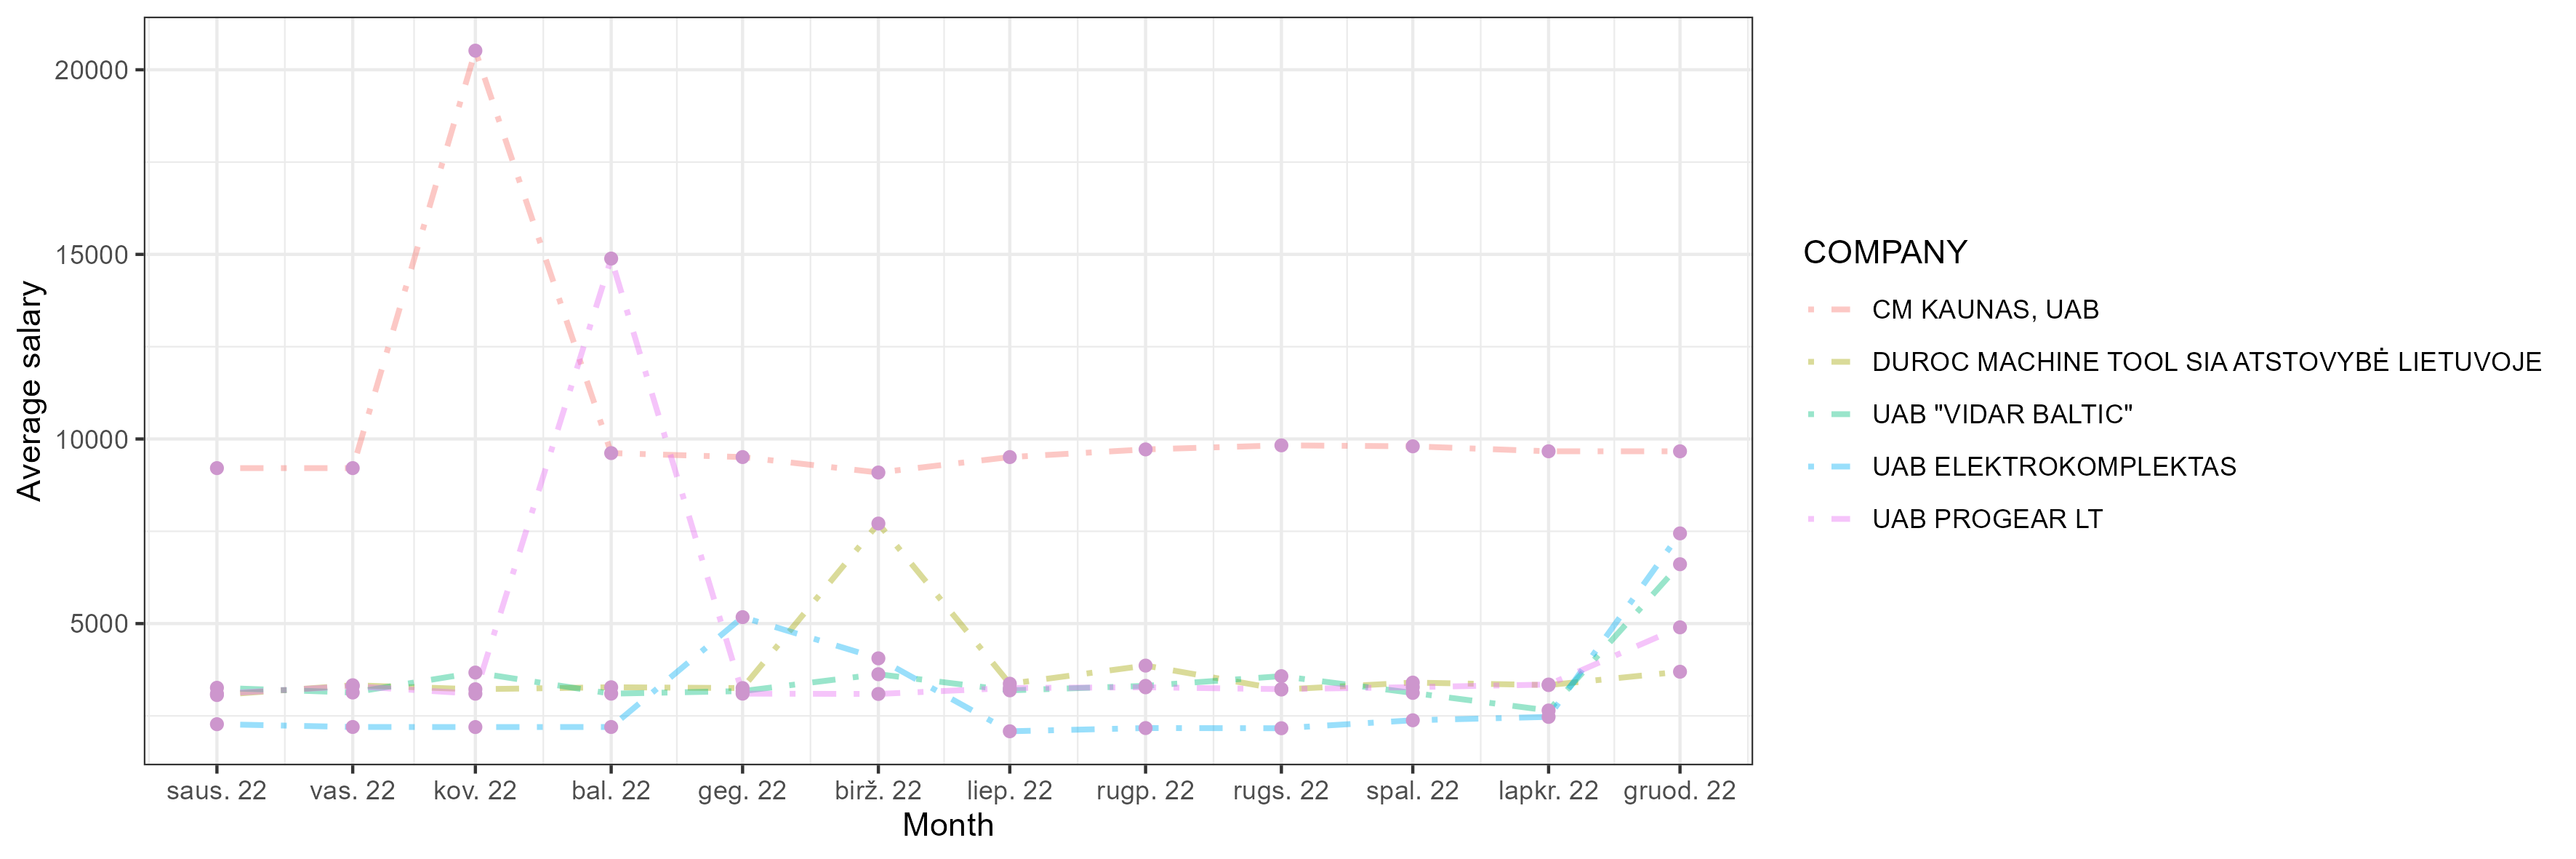 20000
15000
10000
5000
Average salary
saus. 22 vas. 22 kov. 22 bal. 22 geg. 22 birž. 22 liep. 22 rugp. 22 rugs. 22 spal. 22 lapkr. 22 gruod. 22
Month
COMPANY
CM KAUNAS, UAB
DUROC MACHINE TOOL SIA ATSTOVYBĖ LIETUVOJE
UAB "VIDAR BALTIC"
UAB ELEKTROKOMPLEKTAS
UAB PROGEAR LT